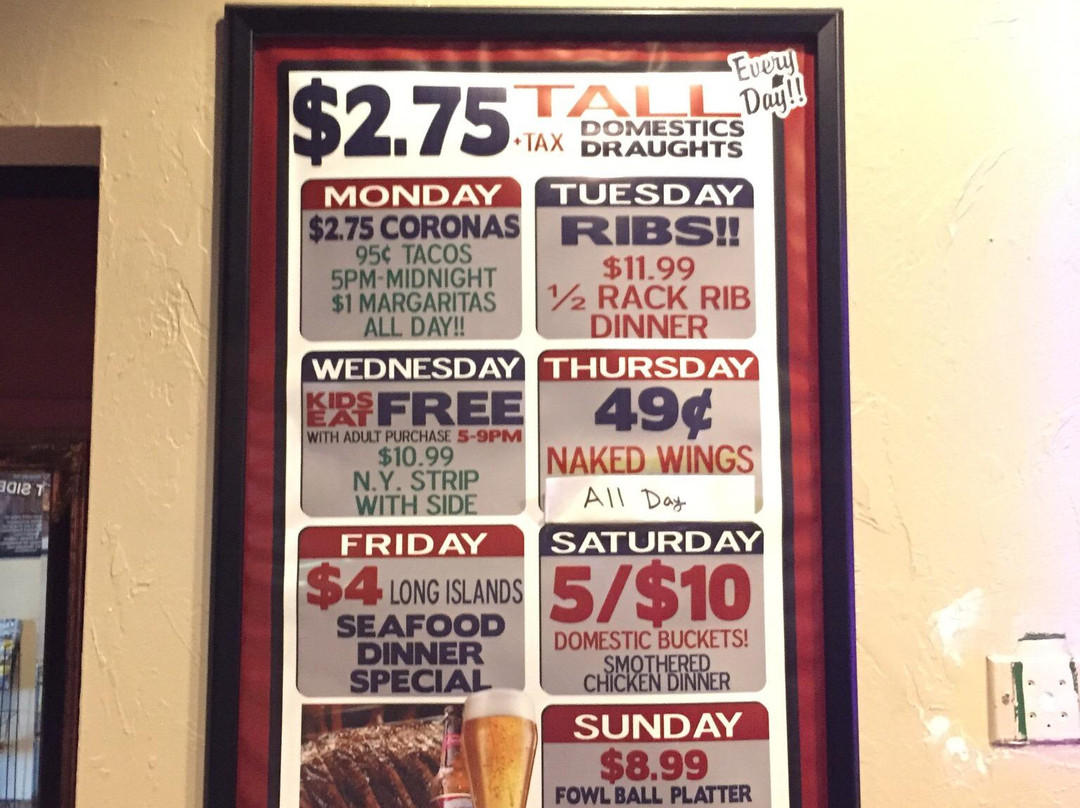 Every
Day!!
$2.75 +TAX TALL
DOMESTICS
DRAUGHTS
MONDAY
$2.75 CORONAS
95¢ TACOS
5PM-MIDNIGHT
$1 MARGARITAS
ALL DAY!!
TUESDAY
RIBS!!
$11.99
1/2 RACK RIB
DINNER
WEDNESDAY
KIDS EAT FREE
WITH ADULT PURCHASE 5-9PM
$10.99
N.Y. STRIP
WITH SIDE
THURSDAY
49¢
NAKED WINGS
All Day
FRIDAY
$4 LONG ISLANDS
SEAFOOD
DINNER
SPECIAL
SATURDAY
5/$10
DOMESTIC BUCKETS!
SMOTHERED
CHICKEN DINNER
SUNDAY
$8.99
FOWL BALL PLATTER